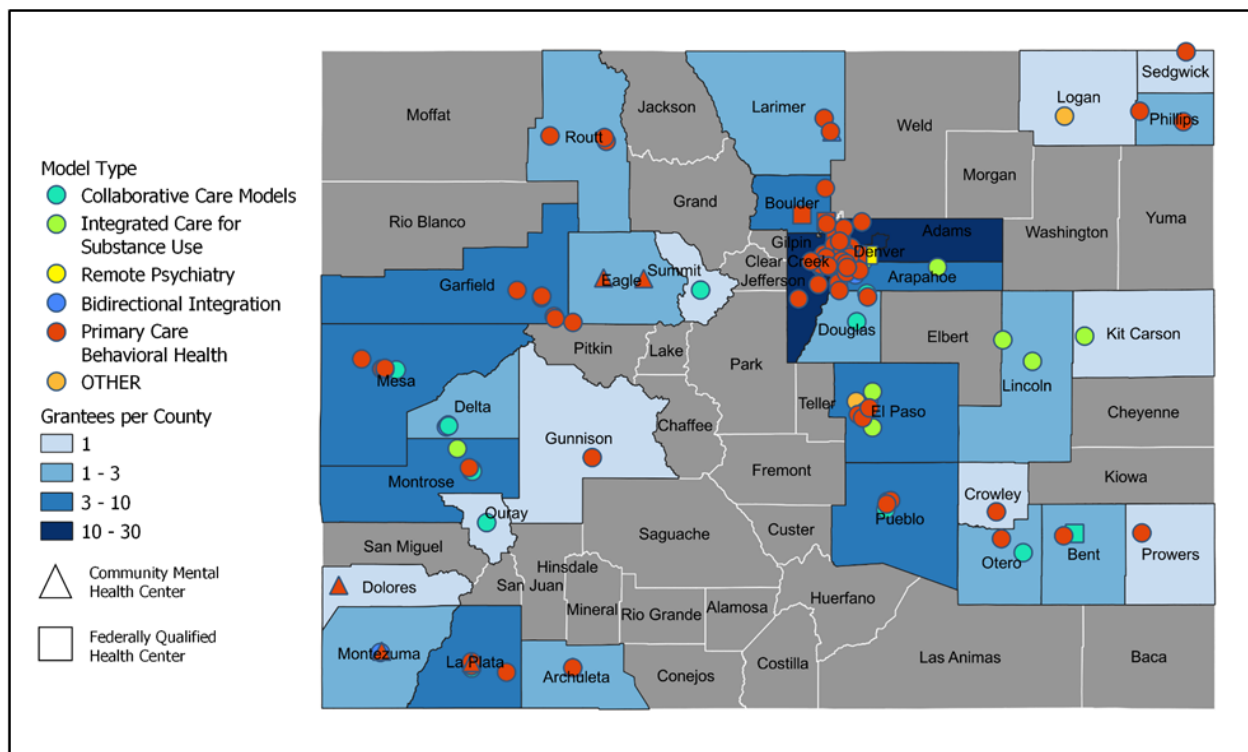 Model Type
Collaborative Care Models
Integrated Care for
Substance Use
Remote Psychiatry
Bidirectional Integration
Primary Care
Behavioral Health
OTHER
Grantees per County
1
1 - 3
3 - 10
10 - 30
Community Mental
Health Center
Federally Qualified
Health Center
Moffat
Routt
Jackson
Larimer
Weld
Logan
Sedgwick
Phillips
Morgan
Rio Blanco
Grand
Boulder
Washington
Yuma
Gilpin
Adams
Denver
Clear Creek
Jefferson
Arapahoe
Garfield
Eagle
Summit
Douglas
Elbert
Kit Carson
Pitkin
Lake
Park
Lincoln
Mesa
Delta
Teller
El Paso
Cheyenne
Gunnison
Chaffee
Fremont
Montrose
Kiowa
Crowley
Ouray
Saguache
Custer
Pueblo
Otero
Bent
Prowers
San Miguel
Dolores
San Juan
Hinsdale
Mineral
Rio Grande
Alamosa
Huerfano
Montezuma
La Plata
Archuleta
Conejos
Costilla
Las Animas
Baca